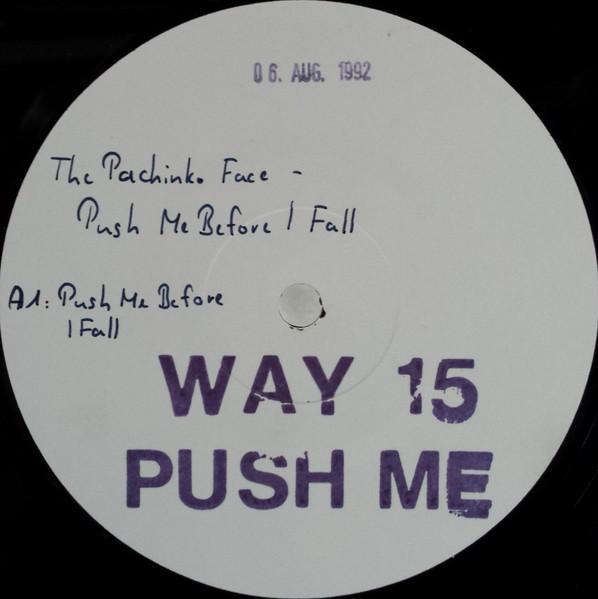 06. AUG. 1992
The Pachinko Face -
Push Me Before I Fall
A1: Push Me Before
I Fall
WAY 15
PUSH ME